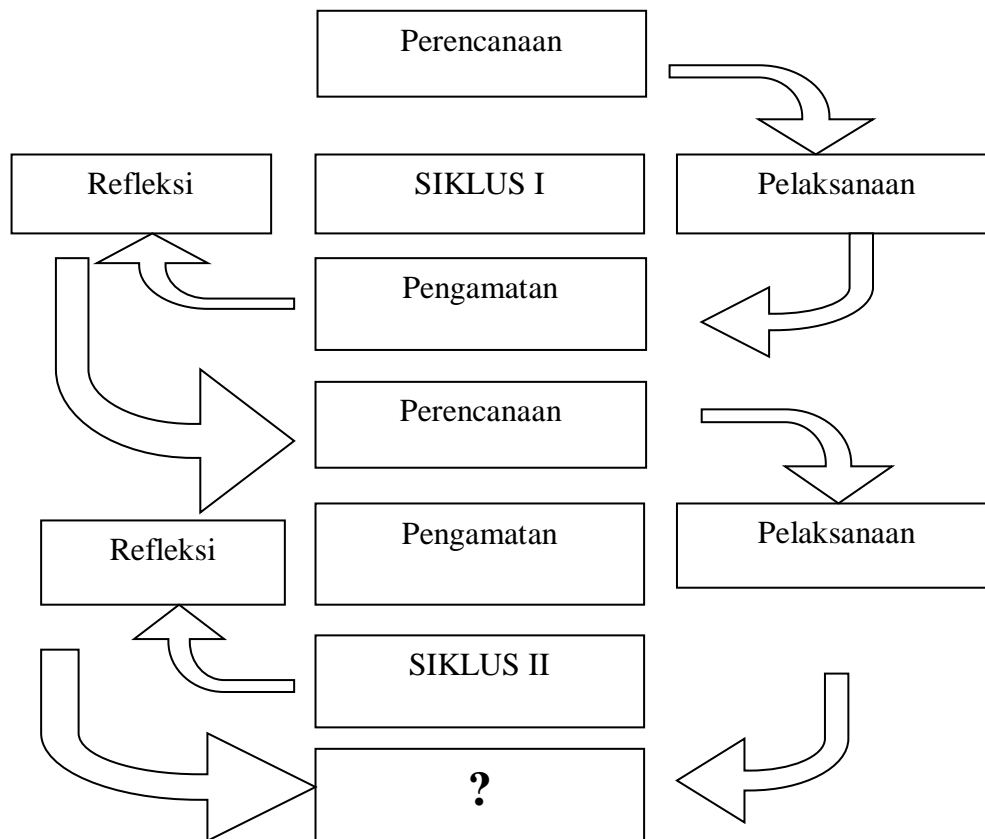 Perencanaan
Refleksi
SIKLUS I
Pelaksanaan
Pengamatan
Perencanaan
Refleksi
Pengamatan
Pelaksanaan
SIKLUS II
?